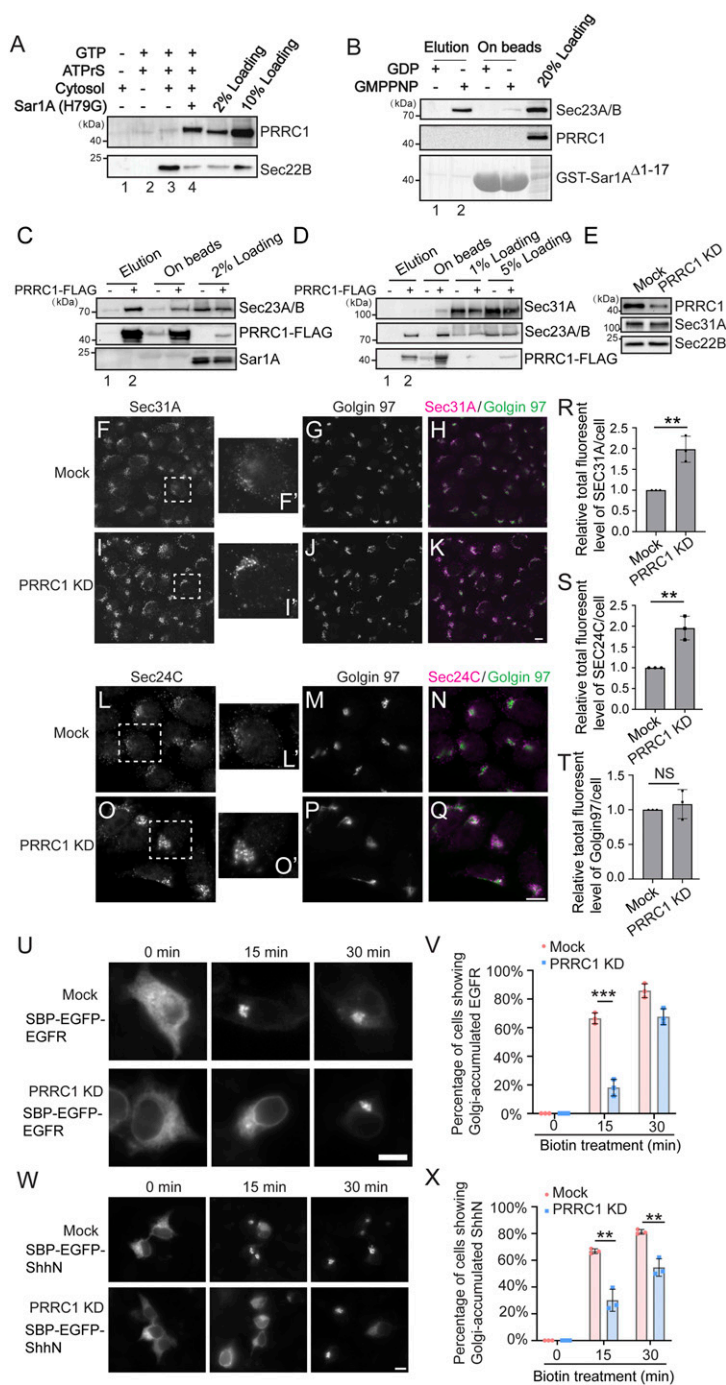 A
GTP - + + +
ATPrS - + + +
Cytosol - - + +
Sar1A (H79G) - - - +
2% Loading
10% Loading
(kDa)
60
40
PRRC1
25
Sec22B
1 2 3 4
B
Elution On beads
GDP + - + -
GMPPNP - + - +
20% Loading
(kDa)
70
Sec23A/B
40
PRRC1
40
GST-Sar1AΔ1-17
1 2
C
Elution
On beads
2% Loading
PRRC1-FLAG - + - + - +
(kDa)
70
Sec23A/B
60
40
PRRC1-FLAG
25
Sar1A
1 2
D
Elution
On beads
1% Loading
5% Loading
PRRC1-FLAG - + - + - + - +
(kDa)
100
Sec31A
70
Sec23A/B
60
40
PRRC1-FLAG
1 2
E
Mock
PRRC1 KD
(kDa)
40
PRRC1
100
Sec31A
25
Sec22B
Sec31A Golgin 97 Sec31A/Golgin 97
Mock
F F' G H
PRRC1 KD
I I' J K
Sec24C Golgin 97 Sec24C/Golgin 97
Mock
L L' M N
PRRC1 KD
O O' P Q
R
Relative total fluorescent
level of SEC31A/cell
2.5
2.0
1.5
1.0
0.5
0.0
**
Mock
PRRC1 KD
S
Relative total fluorescent
level of SEC24C/cell
2.5
2.0
1.5
1.0
0.5
0.0
**
Mock
PRRC1 KD
T
Relative taotal fluorescent
level of Golgin97/cell
1.5
1.0
0.5
0.0
NS
Mock
PRRC1 KD
U
0 min 15 min 30 min
Mock
SBP-EGFP-
EGFR
PRRC1 KD
SBP-EGFP-
EGFR
V
Mock
PRRC1 KD
Percentage of cells showing
Golgi-accumulated EGFR
100%
80%
60%
40%
20%
0%
***
0 15 30
Biotin treatment (min)
W
0 min 15 min 30 min
Mock
SBP-EGFP-
ShhN
PRRC1 KD
SBP-EGFP-
ShhN
X
Mock
PRRC1 KD
Percentage of cells showing
Golgi-accumulated ShhN
100%
80%
60%
40%
20%
0%
** **
0 15 30
Biotin treatment (min)